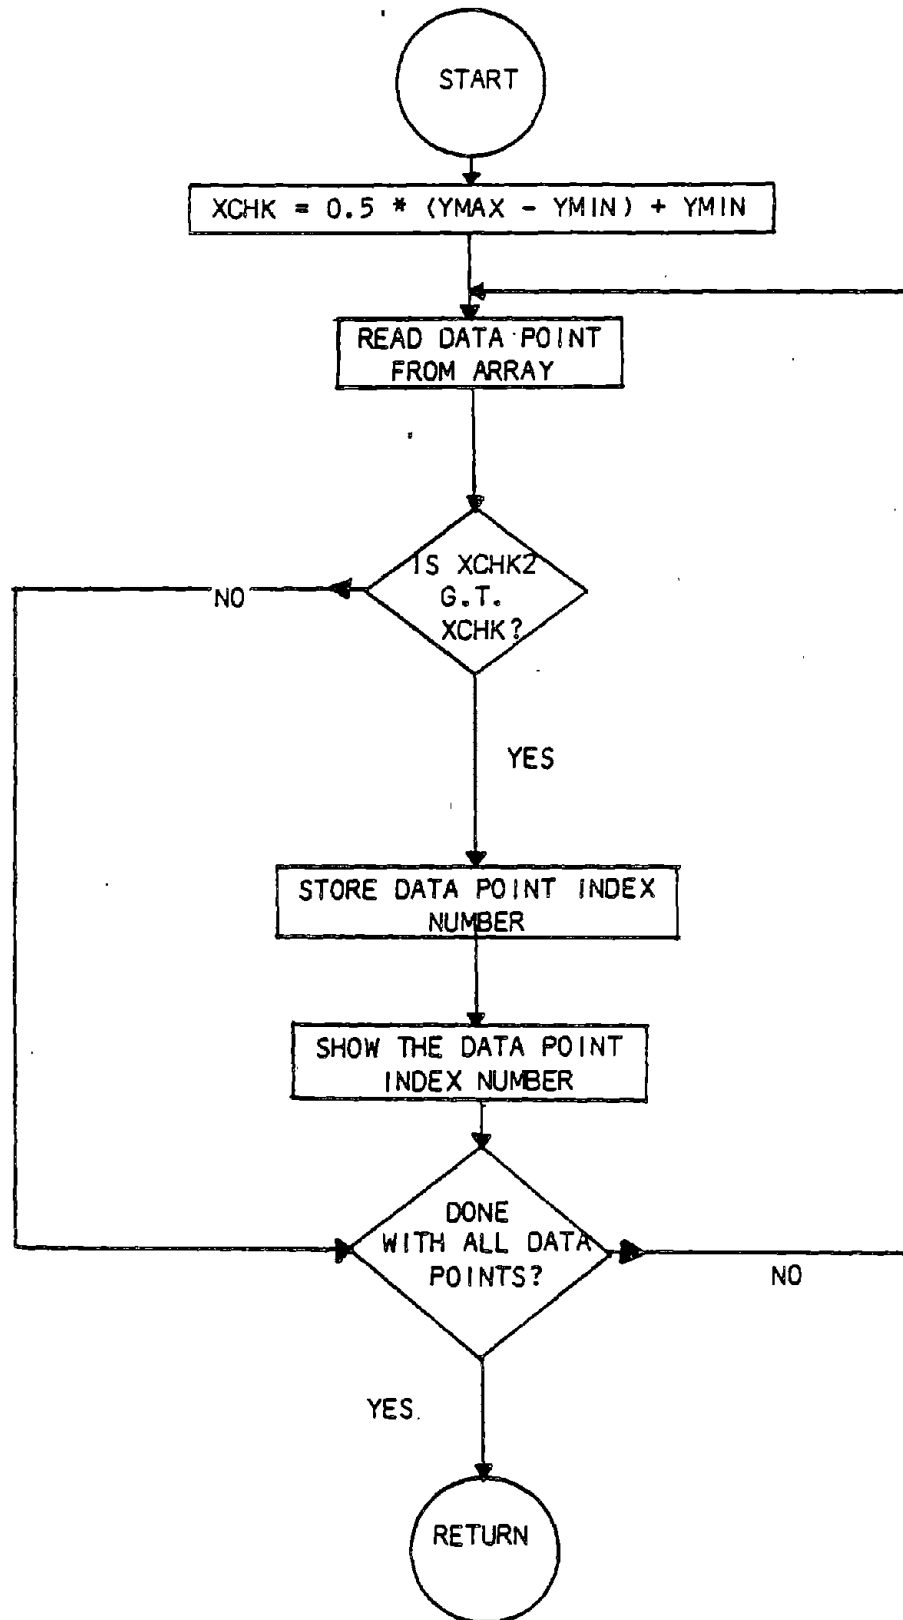 START
XCHK = 0.5 * (YMAX - YMIN) + YMIN
READ DATA POINT
FROM ARRAY
IS XCHK2
G.T.
XCHK?
NO
YES
STORE DATA POINT INDEX
NUMBER
SHOW THE DATA POINT
INDEX NUMBER
DONE
WITH ALL DATA
POINTS?
NO
YES
RETURN